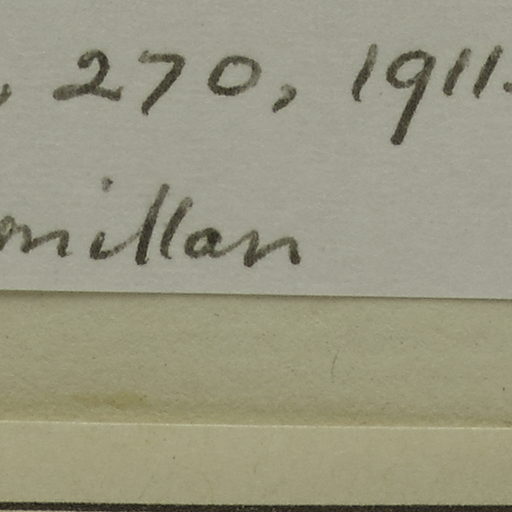 , 270, 1911.
millan